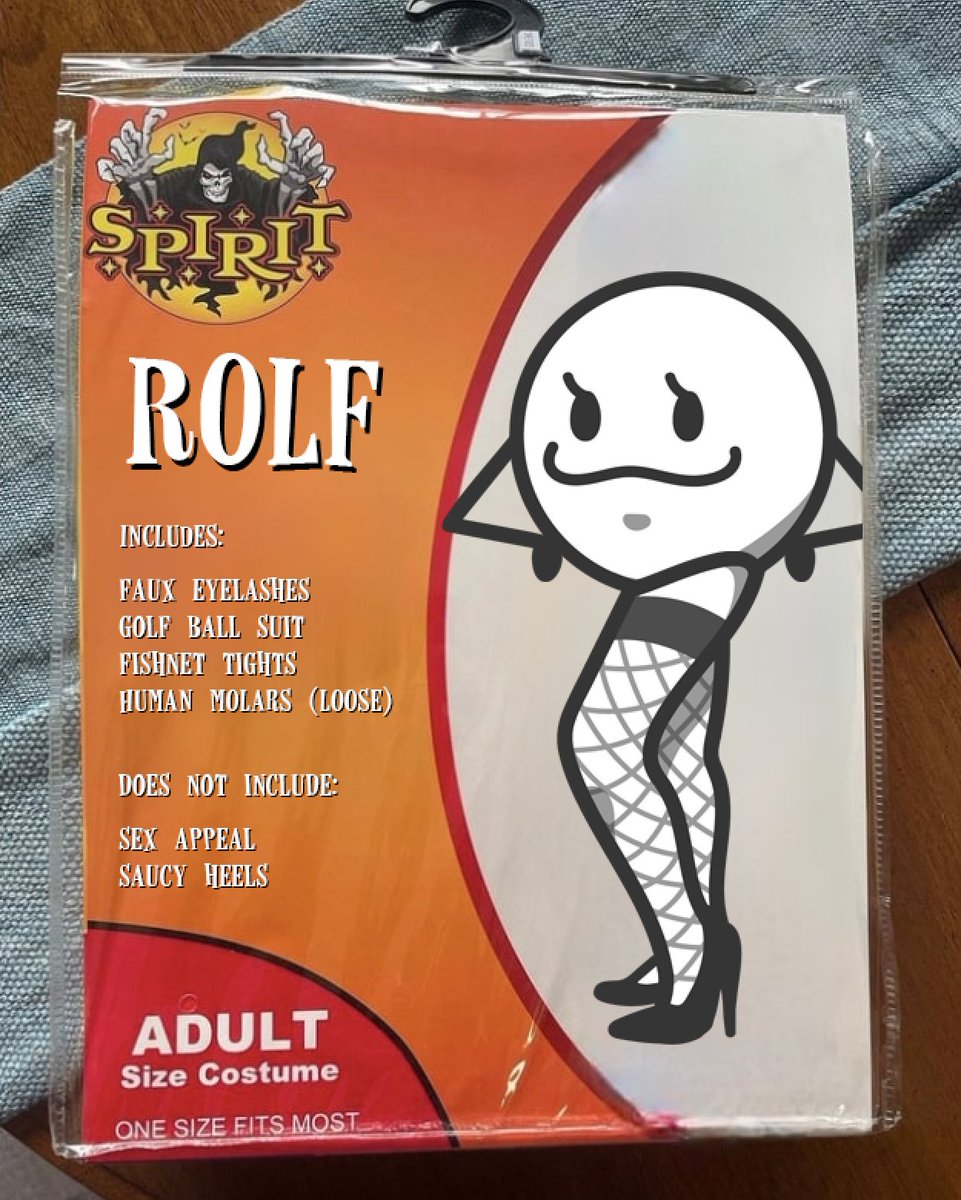 SPIRIT
ROLF
INCLUDES:
FAUX EYELASHES
GOLF BALL SUIT
FISHNET TIGHTS
HUMAN MOLARS (LOOSE)
DOES NOT INCLUDE:
SEX APPEAL
SAUCY HEELS
ADULT
Size Costume
ONE SIZE FITS MOST